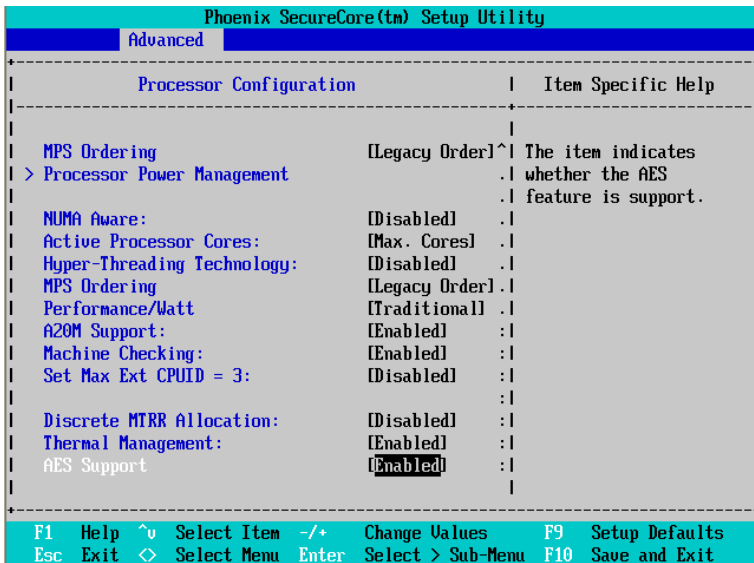 Phoenix SecureCore(tm) Setup Utility
Advanced
Processor Configuration
Item Specific Help
MPS Ordering [Legacy Order]^
The item indicates
> Processor Power Management .
whether the AES
.
feature is support.
NUMA Aware: [Disabled] .
Active Processor Cores: [Max. Cores] .
Hyper-Threading Technology: [Disabled] .
MPS Ordering [Legacy Order].
Performance/Watt [Traditional] .
A20M Support: [Enabled] :
Machine Checking: [Enabled] :
Set Max Ext CPUID = 3: [Disabled] :
:
Discrete MTRR Allocation: [Disabled] :
Thermal Management: [Enabled] :
AES Support [Enabled] :
F1 Help ^v Select Item -/+ Change Values F9 Setup Defaults
Esc Exit <> Select Menu Enter Select > Sub-Menu F10 Save and Exit